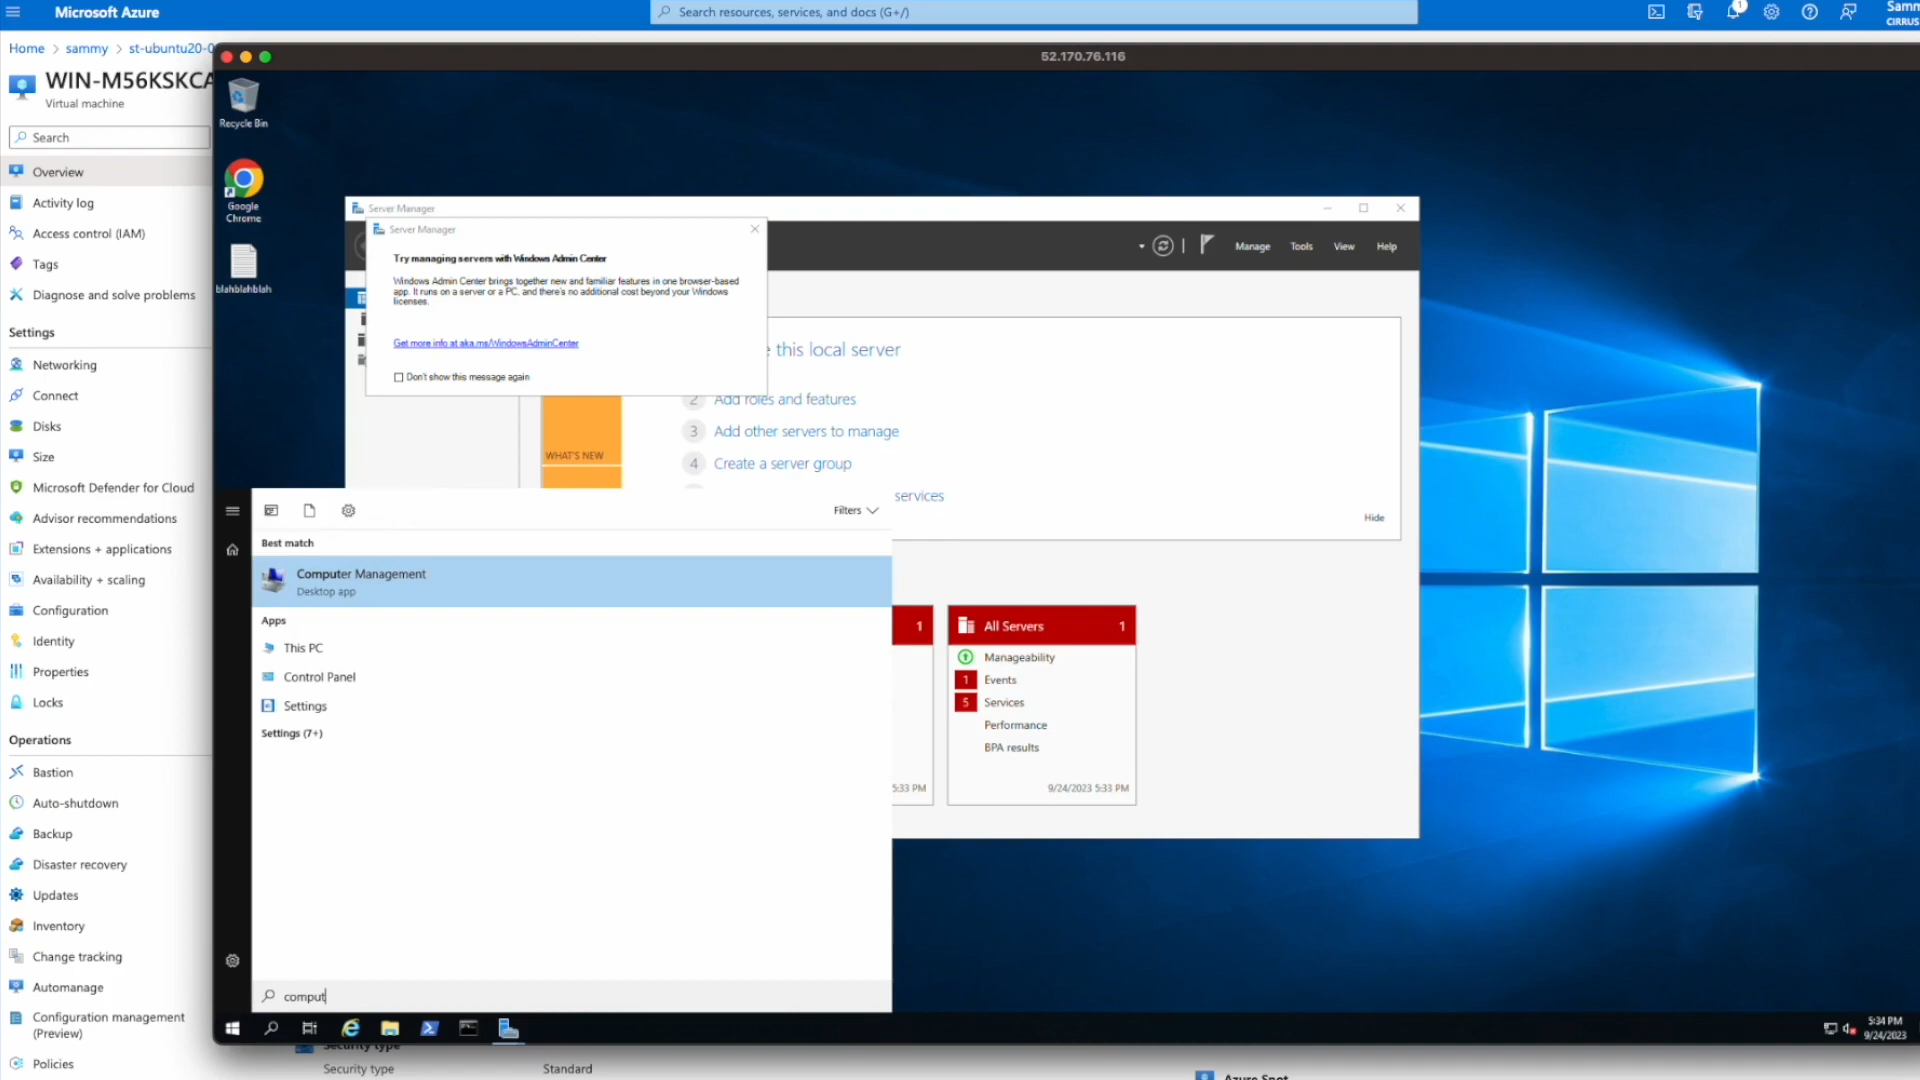 Microsoft Azure
Search resources, services, and docs (G+/)
1
Samm
CIRRUS
Home > sammy > st-ubuntu20-0
WIN-M56KSKCA
Virtual machine
Search
Overview
Activity log
Access control (IAM)
Tags
Diagnose and solve problems
Settings
Networking
Connect
Disks
Size
Microsoft Defender for Cloud
Advisor recommendations
Extensions + applications
Availability + scaling
Configuration
Identity
Properties
Locks
Operations
Bastion
Auto-shutdown
Backup
Disaster recovery
Updates
Inventory
Change tracking
Automanage
Configuration management
(Preview)
Policies
52.170.76.116
Recycle Bin
Google
Chrome
blahblahblah
Server Manager
Manage
Tools
View
Help
Server Manager
Try managing servers with Windows Admin Center
Windows Admin Center brings together new and familiar features in one browser-based
app. It runs on a server or a PC, and there's no additional cost beyond your Windows
licenses.
Get more info at aka.ms/WindowsAdminCenter
Don't show this message again
this local server
2 Add roles and features
3 Add other servers to manage
4 Create a server group
services
WHAT'S NEW
Hide
Filters
Best match
Computer Management
Desktop app
Apps
This PC
Control Panel
Settings
Settings (7+)
comput
1
5:33 PM
All Servers 1
Manageability
1 Events
5 Services
Performance
BPA results
9/24/2023 5:33 PM
5:34 PM
9/24/2023
Security type
Security type
Standard
Azure Spot